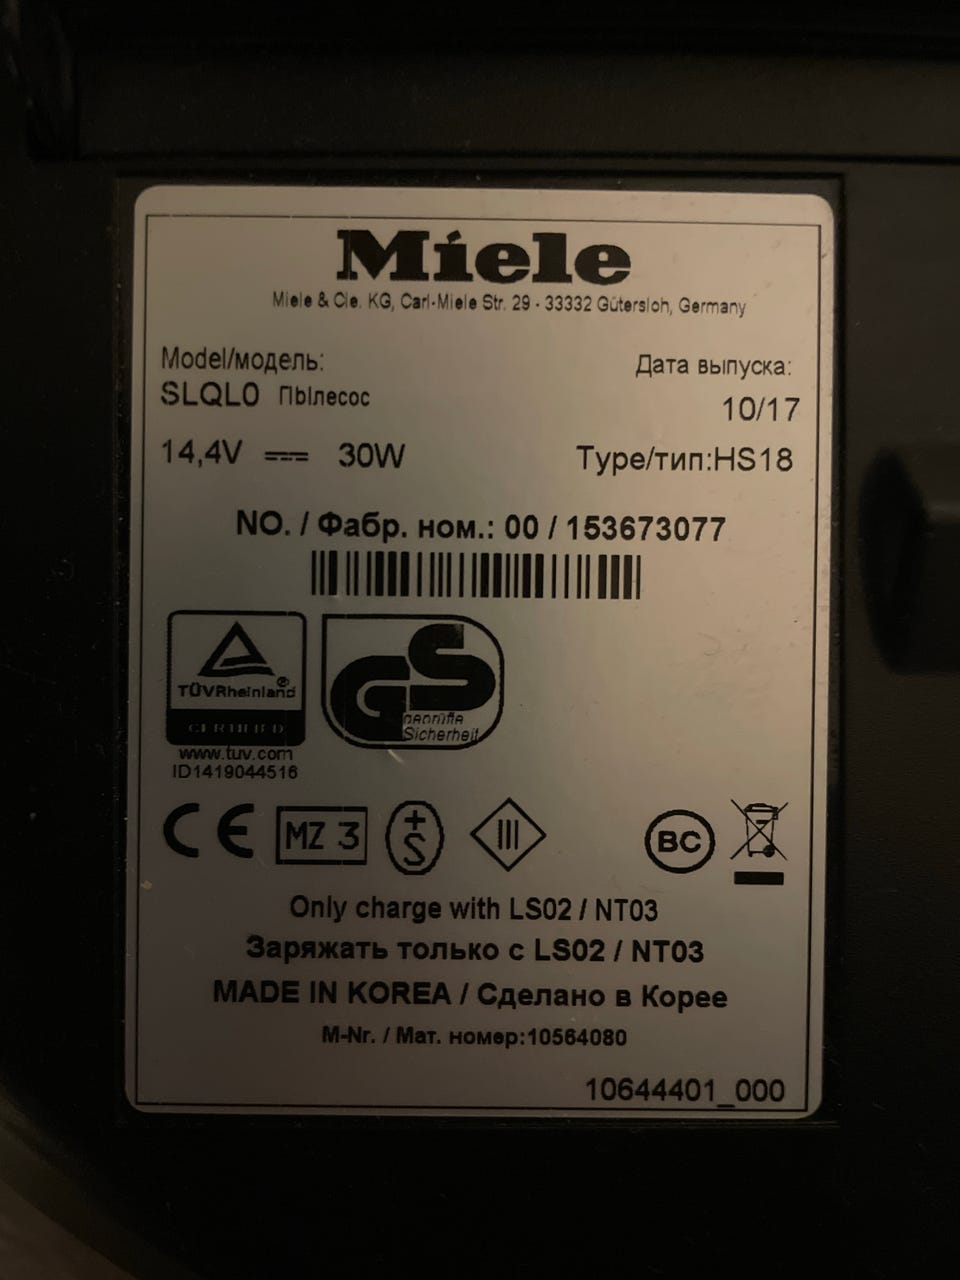 Miele
Miele & Cie. KG, Carl-Miele Str. 29 - 33332 Gütersloh, Germany
Model/модель:
Дата выпуска:
SLQL0 Пылесос
10/17
14,4V 30W
Type/тип:HS18
NO. / Фабр. ном.: 00 / 153673077
TÜVRheinland®
CERTIFIED
www.tuv.com
ID1419044516
GS
geprüfte
Sicherheit
CE MZ 3 +S III BC
Only charge with LS02 / NT03
Заряжать только с LS02 / NT03
MADE IN KOREA / Сделано в Корее
M-Nr. / Мат. номер:10564080
10644401_000